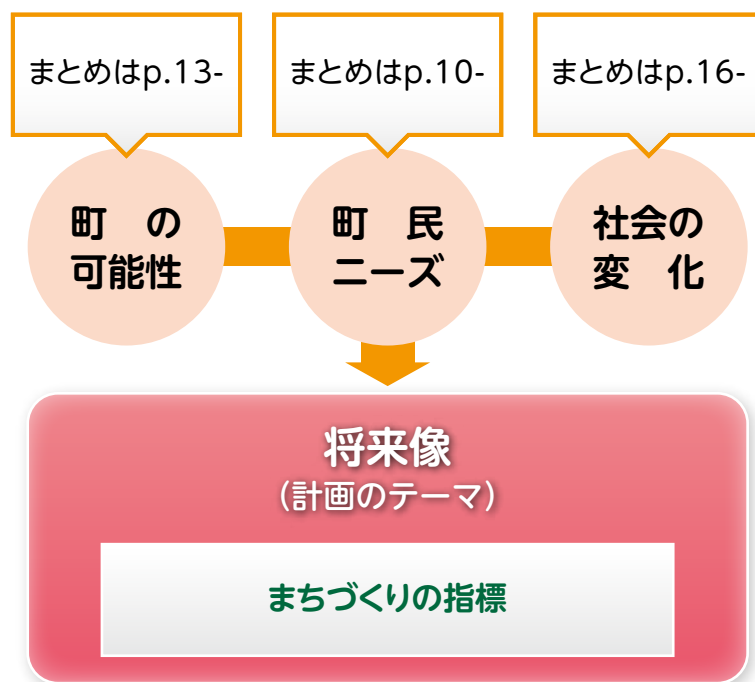 まとめはp.13-
まとめはp.10-
まとめはp.16-
町　の
可能性
町　民
ニーズ
社会の
変　化
将来像
(計画のテーマ)
まちづくりの指標